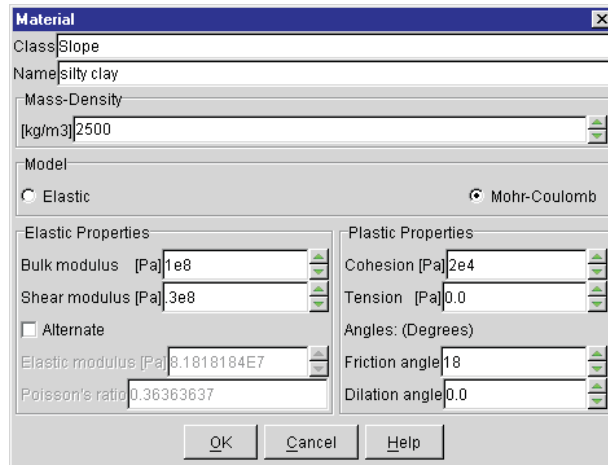 Material
Class Slope
Name silty clay
Mass-Density
[kg/m3] 2500
Model
Elastic
Mohr-Coulomb
Elastic Properties
Bulk modulus [Pa] 1e8
Shear modulus [Pa] .3e8
Alternate
Elastic modulus [Pa] 8.1818184E7
Poisson's ratio 0.36363637
Plastic Properties
Cohesion [Pa] 2e4
Tension [Pa] 0.0
Angles: (Degrees)
Friction angle 18
Dilation angle 0.0
OK
Cancel
Help